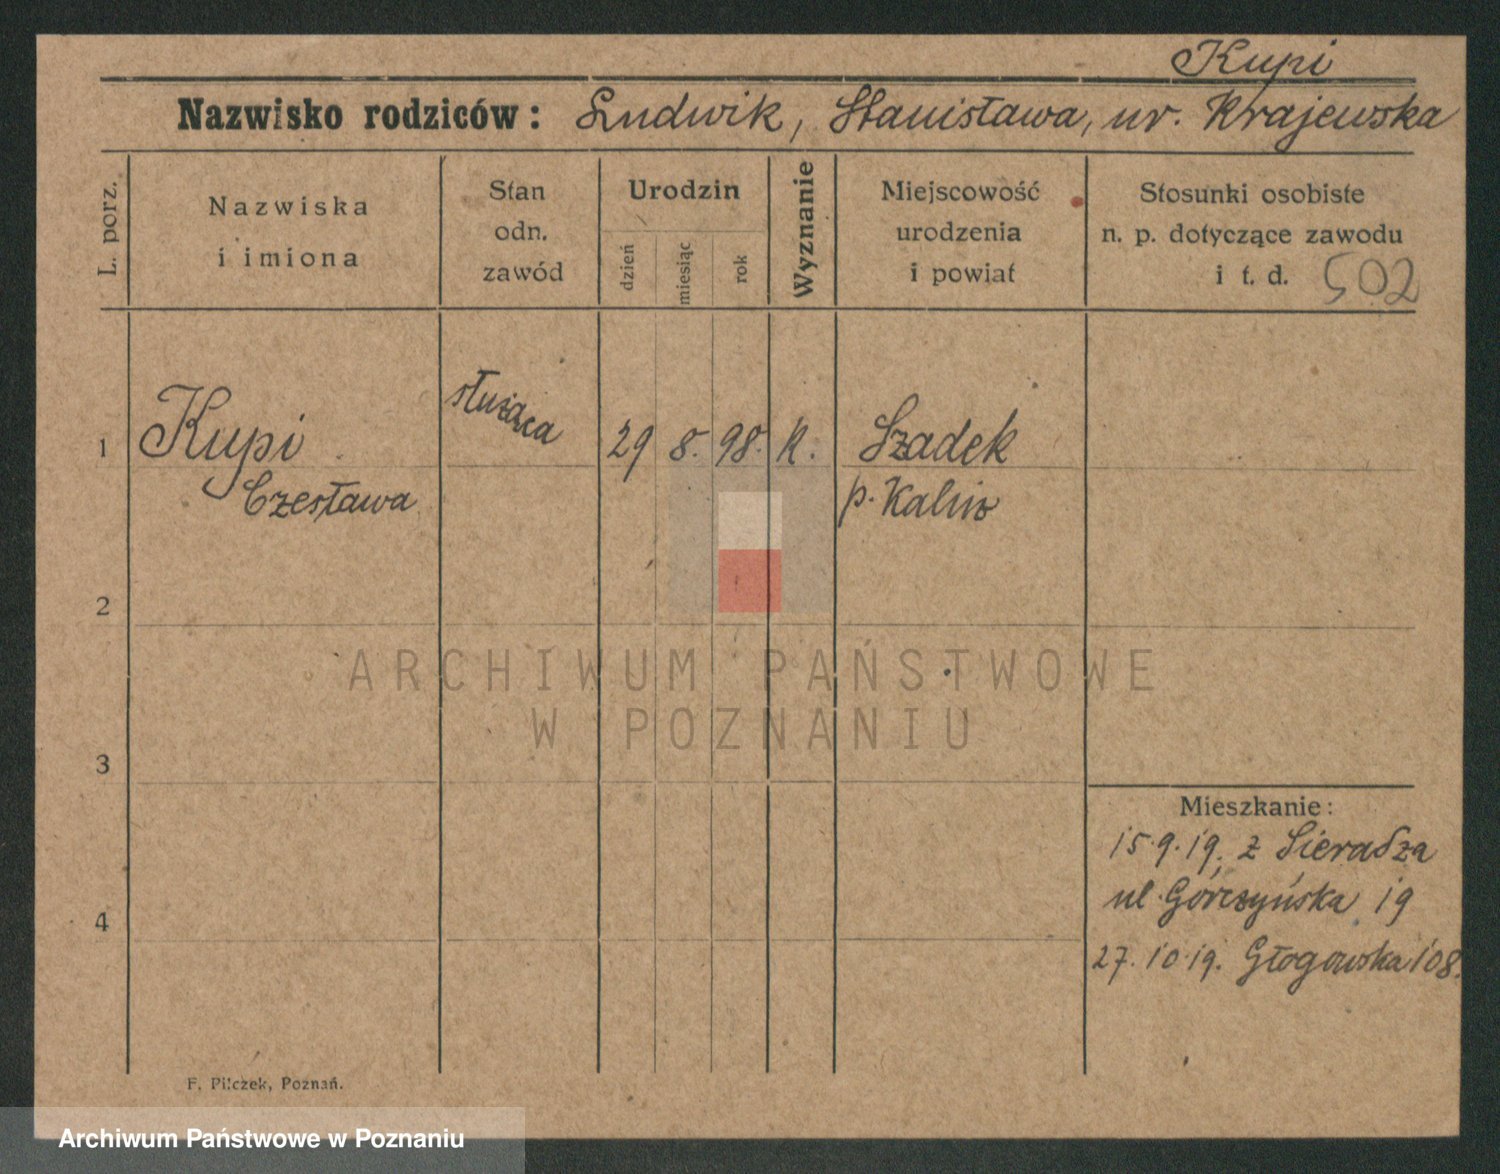 Kupi
Nazwisko rodziców: Ludwik, Stanisława, ur. Krajewska
L. porz.
Nazwiska
i imiona
Stan
odn.
zawód
Urodzin
dzień
miesiąc
rok
Wyznanie
Miejscowość
urodzenia
i powiat
Stosunki osobiste
n. p. dotyczące zawodu
i t. d. 502
1 Kupi służąca 29 8. 98. K. Szadek
Czesława p. Kalisz
2
3
4
Mieszkanie:
15.9.19. z Sieradza
ul. Górczyńska 19
27.10.19. Głogowska 108.
F. Pilczek, Poznań.
ARCHIWUM PAŃSTWOWE
W POZNANIU
Archiwum Państwowe w Poznaniu